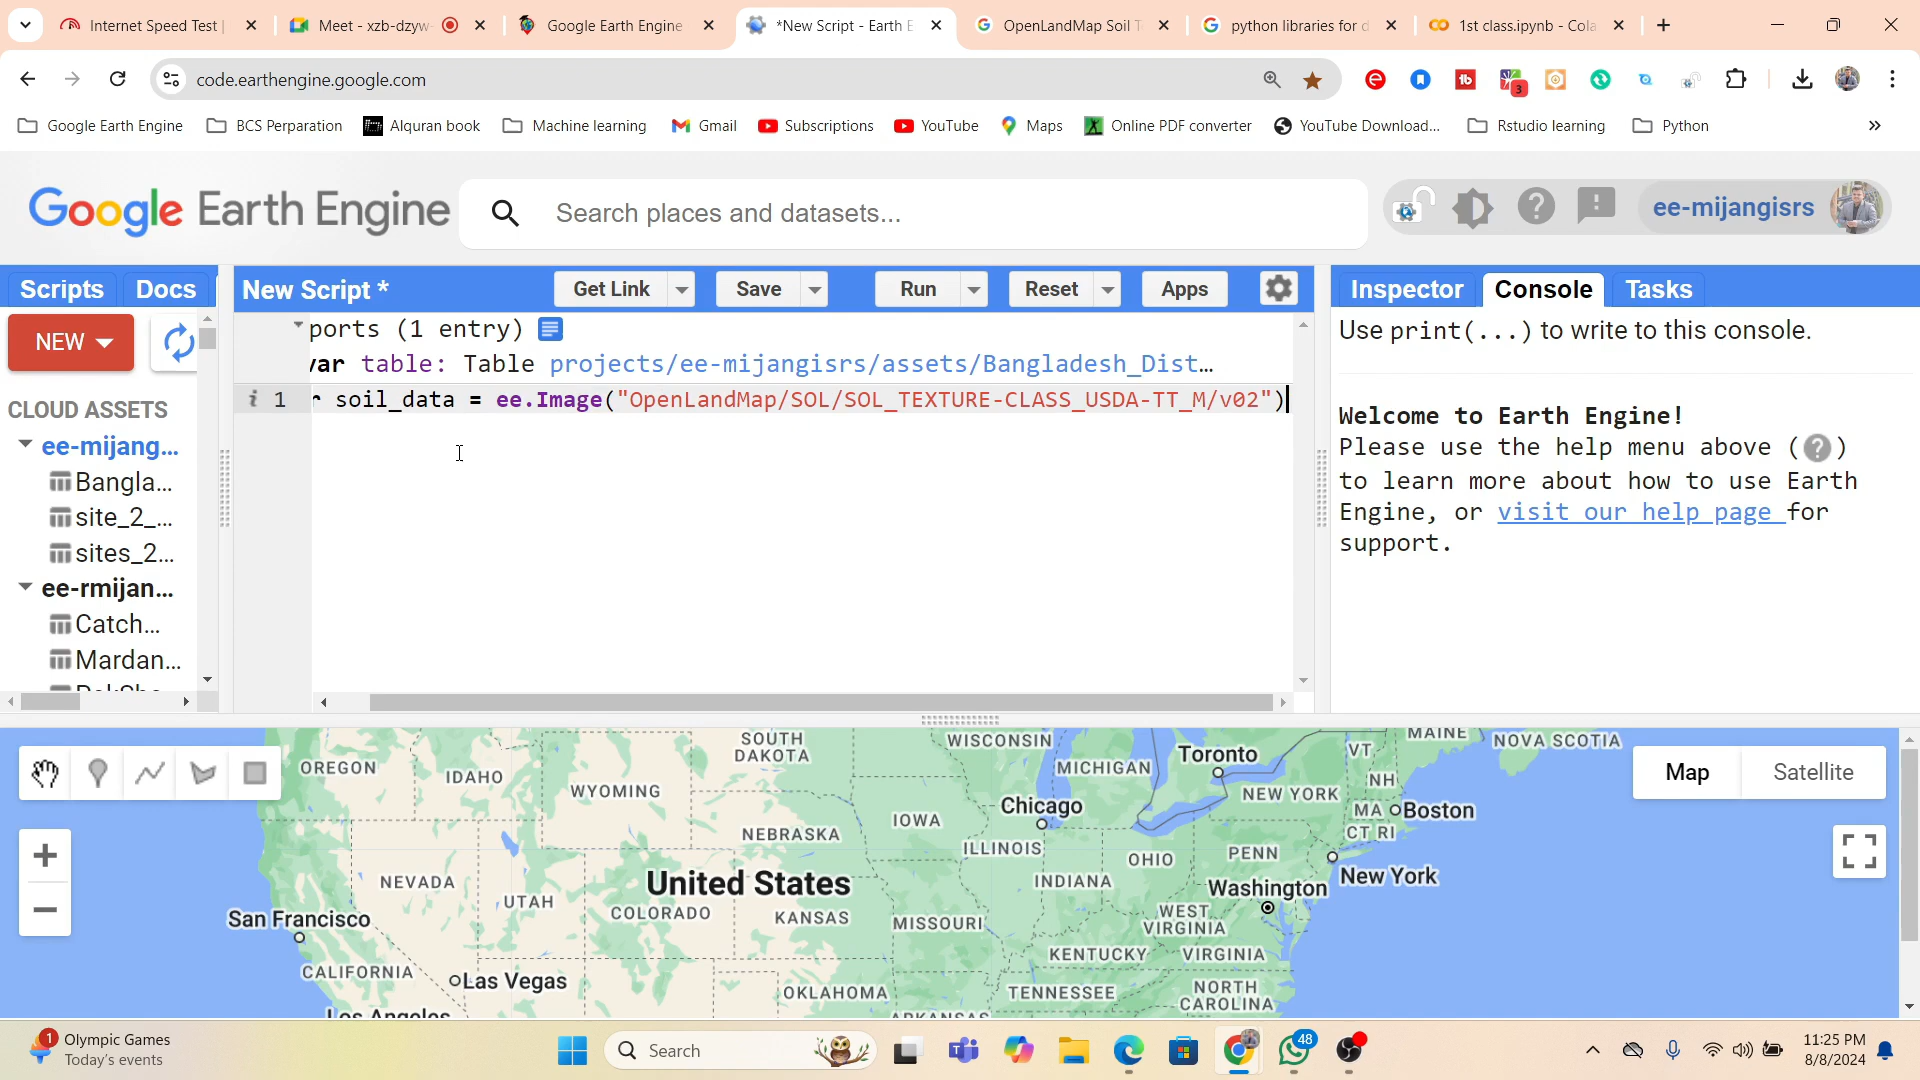 Internet Speed Test |
Meet - xzb-dzyw
Google Earth Engine
*New Script - Earth E
OpenLandMap Soil T
python libraries for d
1st class.ipynb - Cola
code.earthengine.google.com
3
Google Earth Engine
BCS Perparation
Alquran book
Machine learning
Gmail
Subscriptions
YouTube
Maps
Online PDF converter
YouTube Download...
Rstudio learning
Python
Google Earth Engine
Search places and datasets...
ee-mijangisrs
Scripts
Docs
New Script *
Get Link
Save
Run
Reset
Apps
Inspector
Console
Tasks
NEW
ports (1 entry)
var table: Table projects/ee-mijangisrs/assets/Bangladesh_Dist…
i 1
r soil_data = ee.Image("OpenLandMap/SOL/SOL_TEXTURE-CLASS_USDA-TT_M/v02")
Use print(...) to write to this console.
Welcome to Earth Engine!
Please use the help menu above (?)
to learn more about how to use Earth
Engine, or visit our help page for
support.
CLOUD ASSETS
ee-mijang...
Bangla...
site_2_...
sites_2...
ee-rmijan...
Catch...
Mardan...
Map
Satellite
OREGON
IDAHO
WYOMING
SOUTH
DAKOTA
WISCONSIN
MICHIGAN
Toronto
VT
MAINE
NOVA SCOTIA
NH
NEW YORK
MA
Boston
CT RI
Chicago
IOWA
NEBRASKA
ILLINOIS
OHIO
PENN
NEVADA
UTAH
United States
COLORADO
KANSAS
INDIANA
Washington
New York
San Francisco
MISSOURI
WEST
VIRGINIA
KENTUCKY
VIRGINIA
CALIFORNIA
Las Vegas
OKLAHOMA
TENNESSEE
NORTH
CAROLINA
Los Angeles
ARKANSAS
1
Olympic Games
Today's events
Search
48
11:25 PM
8/8/2024